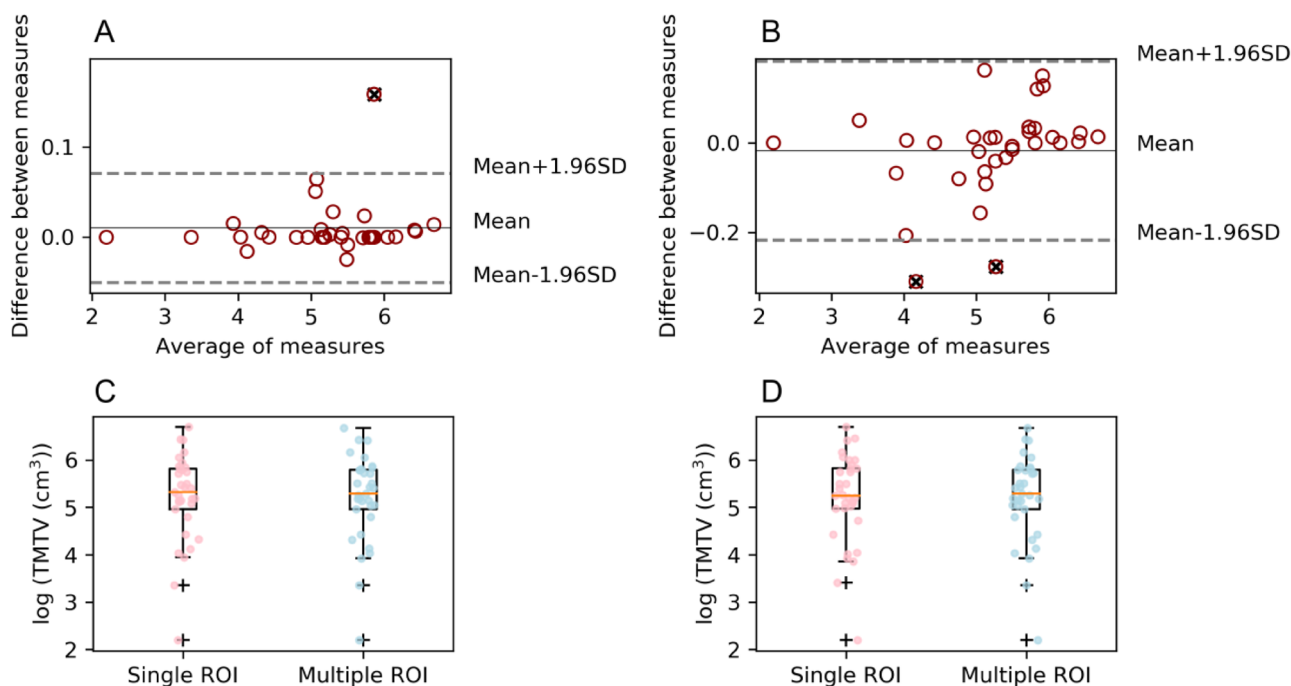 A
Difference between measures
0.1
0.0
Mean+1.96SD
Mean
Mean-1.96SD
2 3 4 5 6
Average of measures
B
Difference between measures
0.0
−0.2
Mean+1.96SD
Mean
Mean-1.96SD
2 3 4 5 6
Average of measures
C
log (TMTV (cm³))
6
5
4
3
2
Single ROI Multiple ROI
D
log (TMTV (cm³))
6
5
4
3
2
Single ROI Multiple ROI